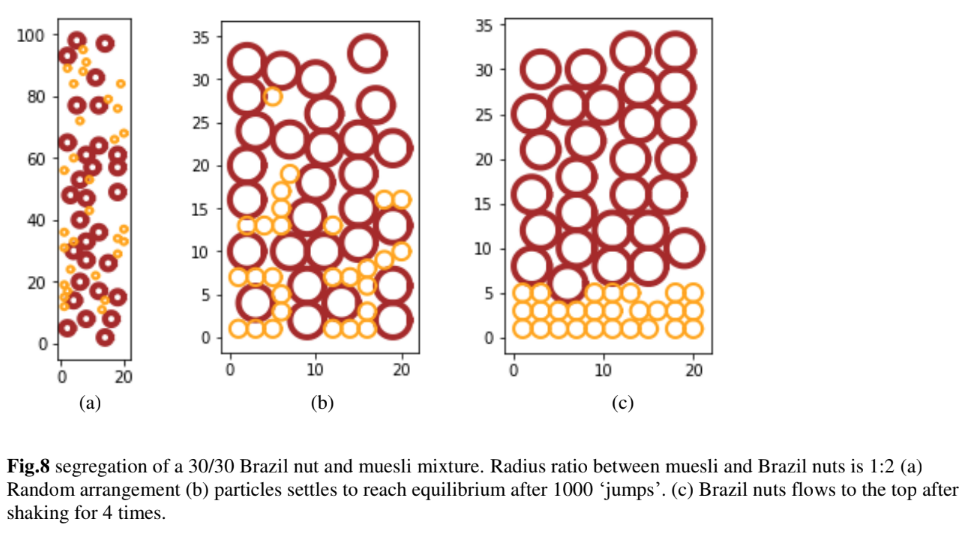 100
80
60
40
20
0
0 20
(a)
35
30
25
20
15
10
5
0
0 10 20
(b)
35
30
25
20
15
10
5
0
0 10 20
(c)
Fig.8 segregation of a 30/30 Brazil nut and muesli mixture. Radius ratio between muesli and Brazil nuts is 1:2 (a)
Random arrangement (b) particles settles to reach equilibrium after 1000 ‘jumps’. (c) Brazil nuts flows to the top after
shaking for 4 times.